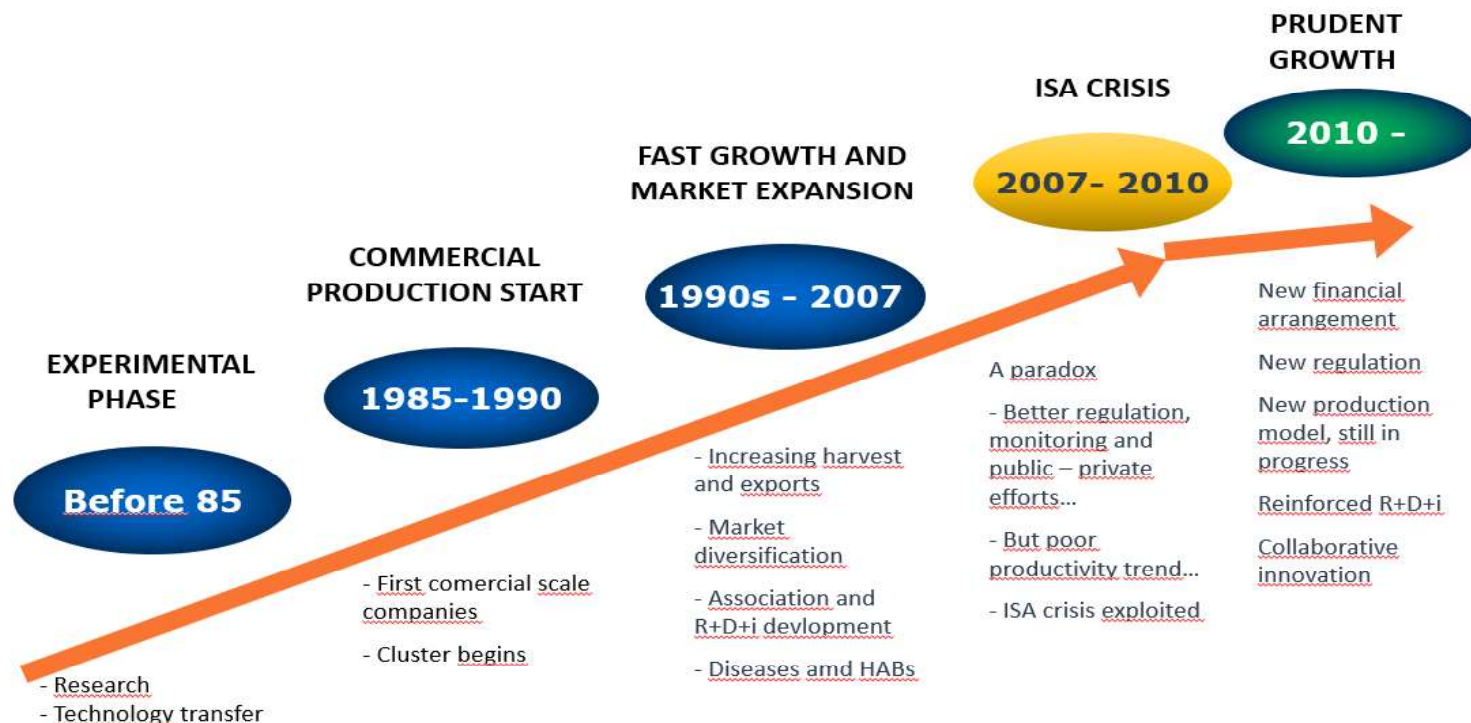 EXPERIMENTAL
PHASE
Before 85
- Research
- Technology transfer
COMMERCIAL
PRODUCTION START
1985-1990
- First comercial scale
companies
- Cluster begins
FAST GROWTH AND
MARKET EXPANSION
1990s - 2007
- Increasing harvest
and exports
- Market
diversification
- Association and
R+D+i devlopment
- Diseases amd HABs
ISA CRISIS
2007- 2010
A paradox
- Better regulation,
monitoring and
public – private
efforts...
- But poor
productivity trend...
- ISA crisis exploited
PRUDENT
GROWTH
2010 -
New financial
arrangement
New regulation
New production
model, still in
progress
Reinforced R+D+i
Collaborative
innovation